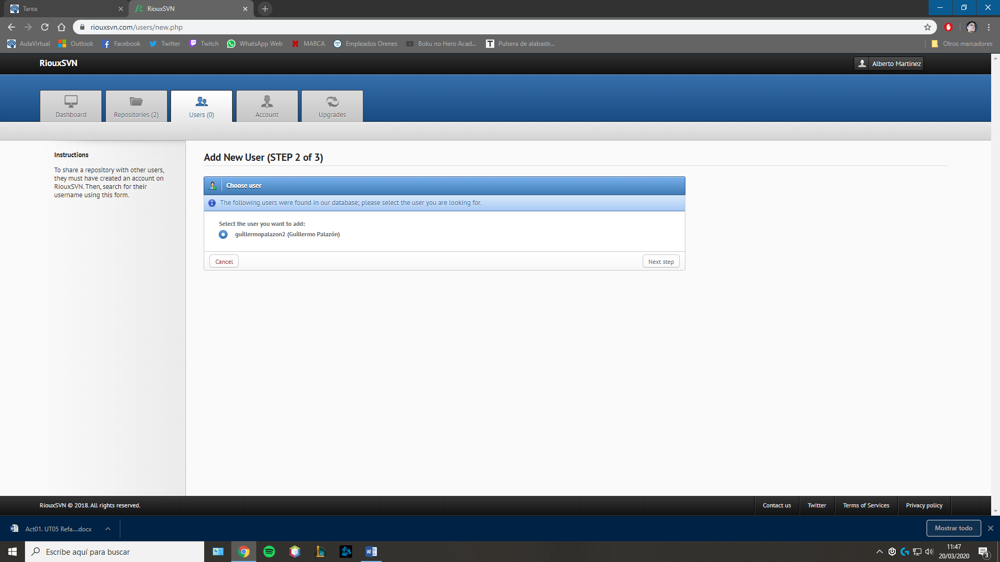 Tarea
RiouxSVN
riouxsvn.com/users/new.php
AulaVirtual
Outlook
Facebook
Twitter
Twitch
WhatsApp Web
MARCA
Empleados Orenes
Boku no Hero Acad...
Pulsera de alabastr...
Otros marcadores
RiouxSVN
Alberto Martinez
Dashboard
Repositories (2)
Users (0)
Account
Upgrades
Instructions
To share a repository with other users,
they must have created an account on
RiouxSVN. Then, search for their
username using this form.
Add New User (STEP 2 of 3)
Choose user
The following users were found in our database; please select the user you are looking for.
Select the user you want to add:
guillermopalazon2 (Guillermo Palazón)
Cancel
Next step
RiouxSVN © 2018. All rights reserved.
Contact us
Twitter
Terms of Services
Privacy policy
Act01. UT05 Refa....docx
Mostrar todo
Escribe aquí para buscar
11:47
20/03/2020
3